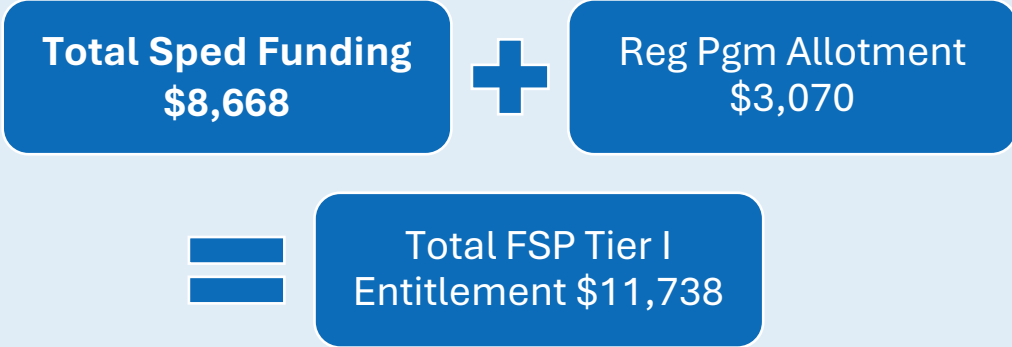 Total Sped Funding
$8,668
Reg Pgm Allotment
$3,070
Total FSP Tier I
Entitlement $11,738